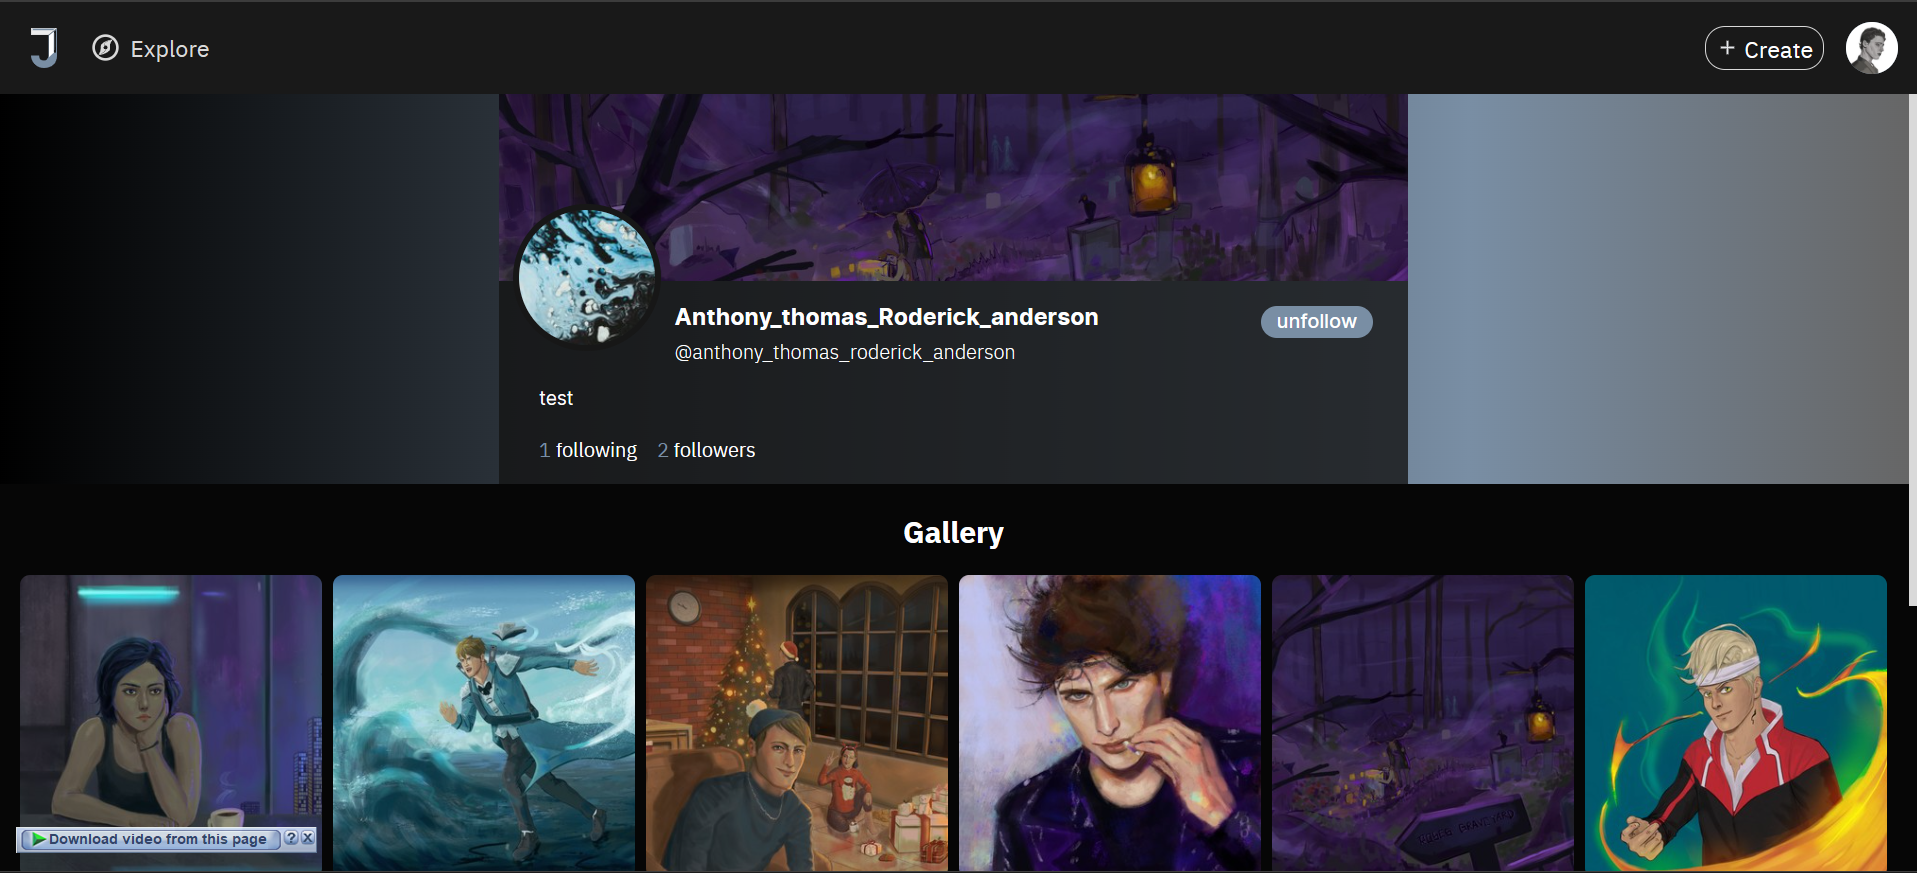 J
Explore
+ Create
Anthony_thomas_Roderick_anderson
unfollow
@anthony_thomas_roderick_anderson
test
1 following 2 followers
Gallery
Download video from this page
?
X